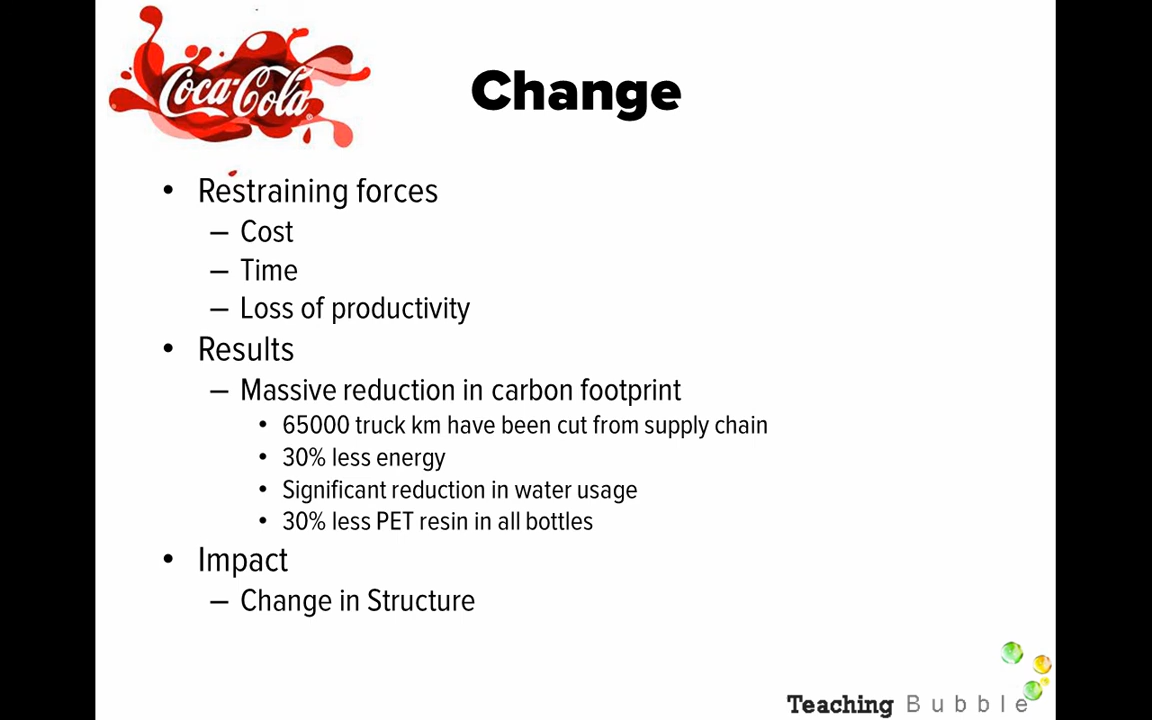 Coca-Cola
Change
• Restraining forces
– Cost
– Time
– Loss of productivity
• Results
– Massive reduction in carbon footprint
• 65000 truck km have been cut from supply chain
• 30% less energy
• Significant reduction in water usage
• 30% less PET resin in all bottles
• Impact
– Change in Structure
Teaching Bubble